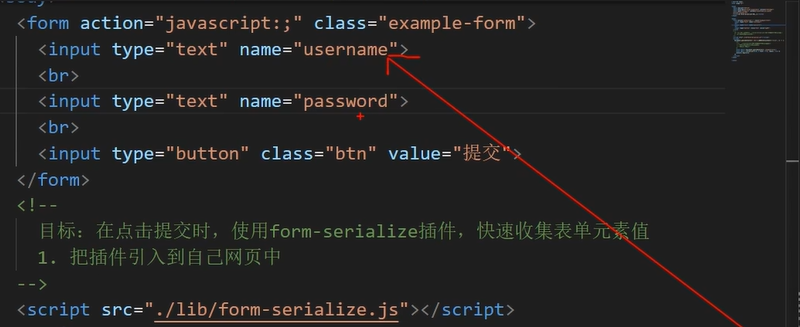 <form action="javascript:;" class="example-form">
<input type="text" name="username">
<br>
<input type="text" name="password">
<br>
<input type="button" class="btn" value="提交">
</form>
<!--
目标：在点击提交时，使用form-serialize插件，快速收集表单元素值
1. 把插件引入到自己网页中
-->
<script src="./lib/form-serialize.js"></script>